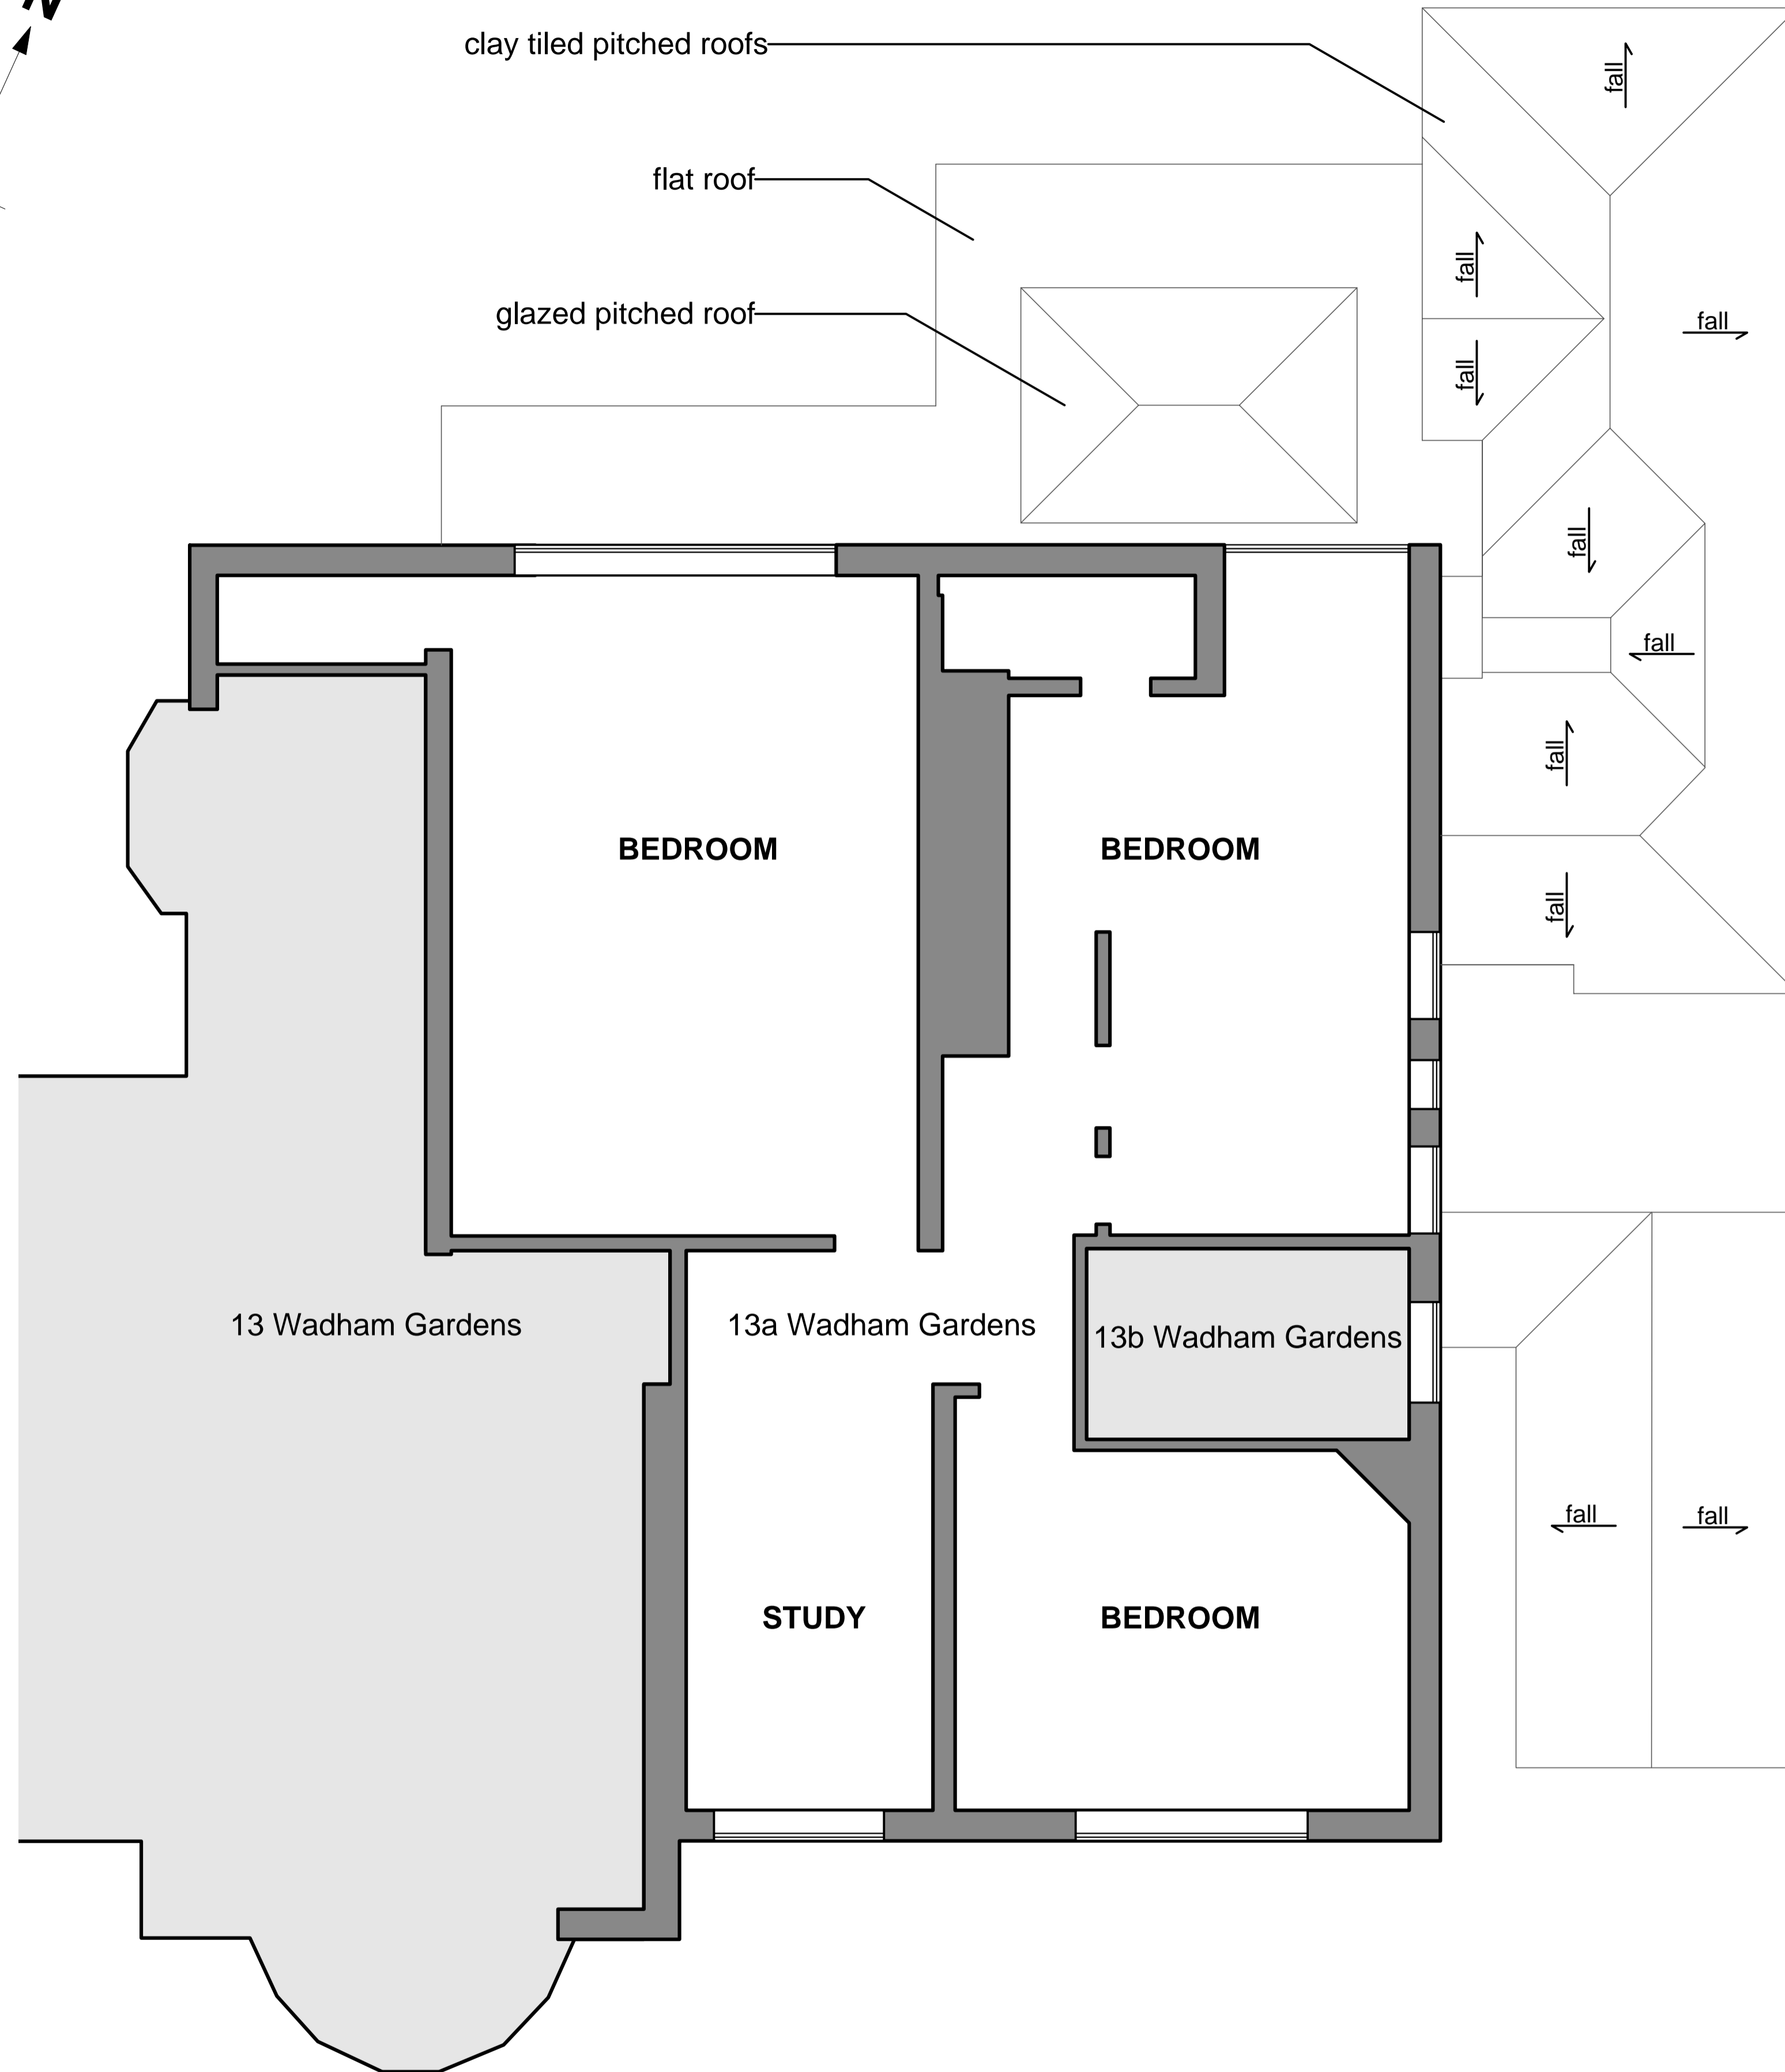 N
clay tiled pitched roofs
fall
flat roof
fall
glazed pitched roof
fall
fall
fall
fall
BEDROOM
BEDROOM
fall
fall
13 Wadham Gardens
13a Wadham Gardens
13b Wadham Gardens
fall
fall
STUDY
BEDROOM